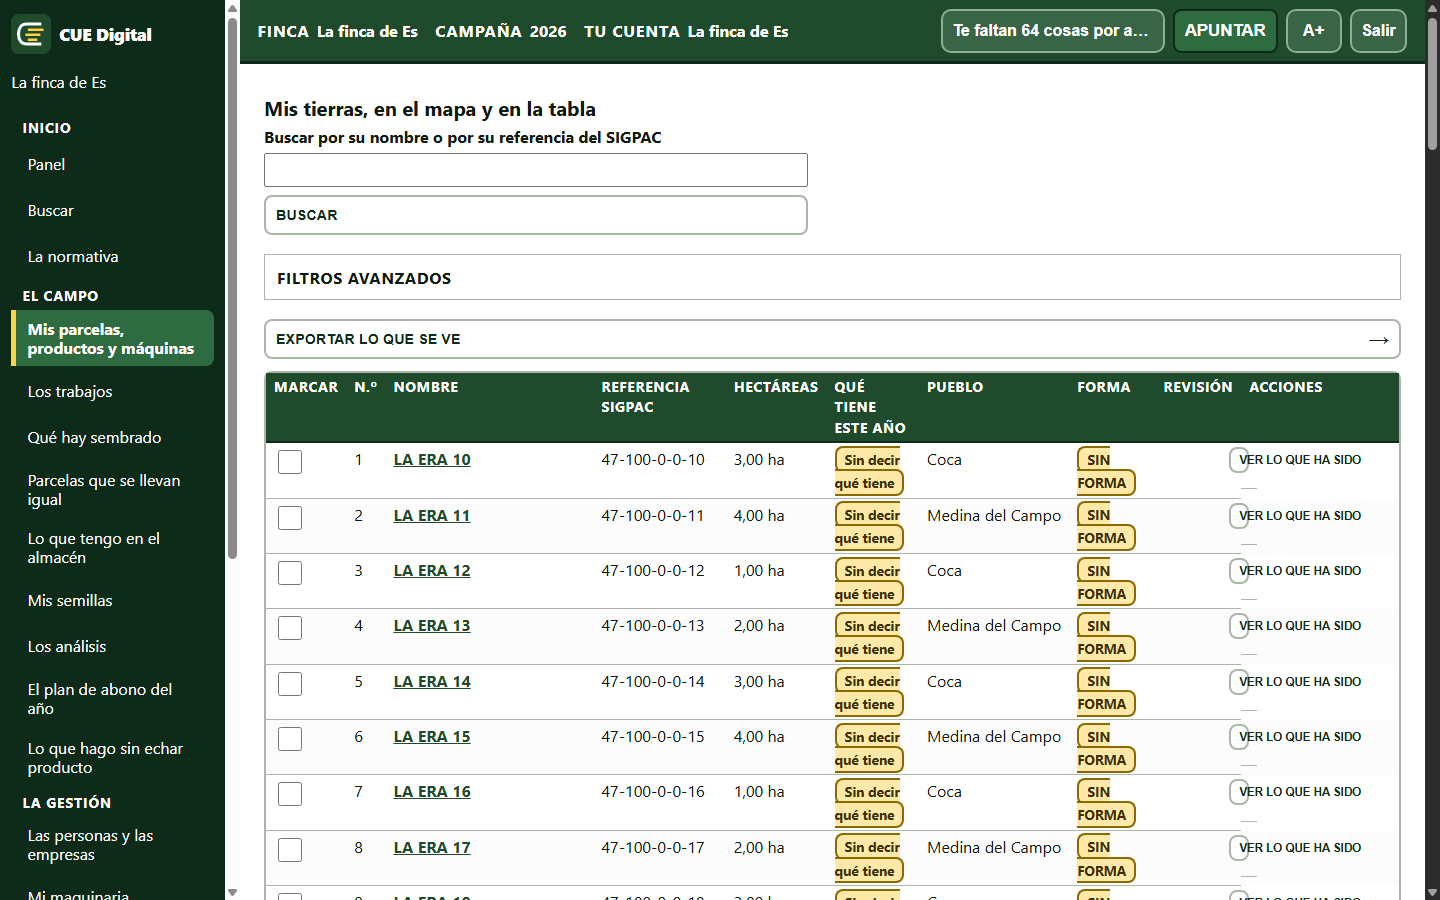 CUE Digital
La finca de Es
INICIO
Panel
Buscar
La normativa
EL CAMPO
Mis parcelas,
productos y máquinas
Los trabajos
Qué hay sembrado
Parcelas que se llevan
igual
Lo que tengo en el
almacén
Mis semillas
Los análisis
El plan de abono del
año
Lo que hago sin echar
producto
LA GESTIÓN
Las personas y las
empresas
Mi maquinaria
FINCA La finca de Es CAMPAÑA 2026 TU CUENTA La finca de Es
Te faltan 64 cosas por a… APUNTAR A+ Salir
Mis tierras, en el mapa y en la tabla
Buscar por su nombre o por su referencia del SIGPAC
BUSCAR
FILTROS AVANZADOS
EXPORTAR LO QUE SE VE →
MARCAR N.º NOMBRE REFERENCIA HECTÁREAS QUÉ PUEBLO FORMA REVISIÓN ACCIONES
SIGPAC TIENE
ESTE AÑO
1 LA ERA 10 47-100-0-0-10 3,00 ha Sin decir Coca SIN VER LO QUE HA SIDO
qué tiene FORMA
2 LA ERA 11 47-100-0-0-11 4,00 ha Sin decir Medina del Campo SIN VER LO QUE HA SIDO
qué tiene FORMA
3 LA ERA 12 47-100-0-0-12 1,00 ha Sin decir Coca SIN VER LO QUE HA SIDO
qué tiene FORMA
4 LA ERA 13 47-100-0-0-13 2,00 ha Sin decir Medina del Campo SIN VER LO QUE HA SIDO
qué tiene FORMA
5 LA ERA 14 47-100-0-0-14 3,00 ha Sin decir Coca SIN VER LO QUE HA SIDO
qué tiene FORMA
6 LA ERA 15 47-100-0-0-15 4,00 ha Sin decir Medina del Campo SIN VER LO QUE HA SIDO
qué tiene FORMA
7 LA ERA 16 47-100-0-0-16 1,00 ha Sin decir Coca SIN VER LO QUE HA SIDO
qué tiene FORMA
8 LA ERA 17 47-100-0-0-17 2,00 ha Sin decir Medina del Campo SIN VER LO QUE HA SIDO
qué tiene FORMA